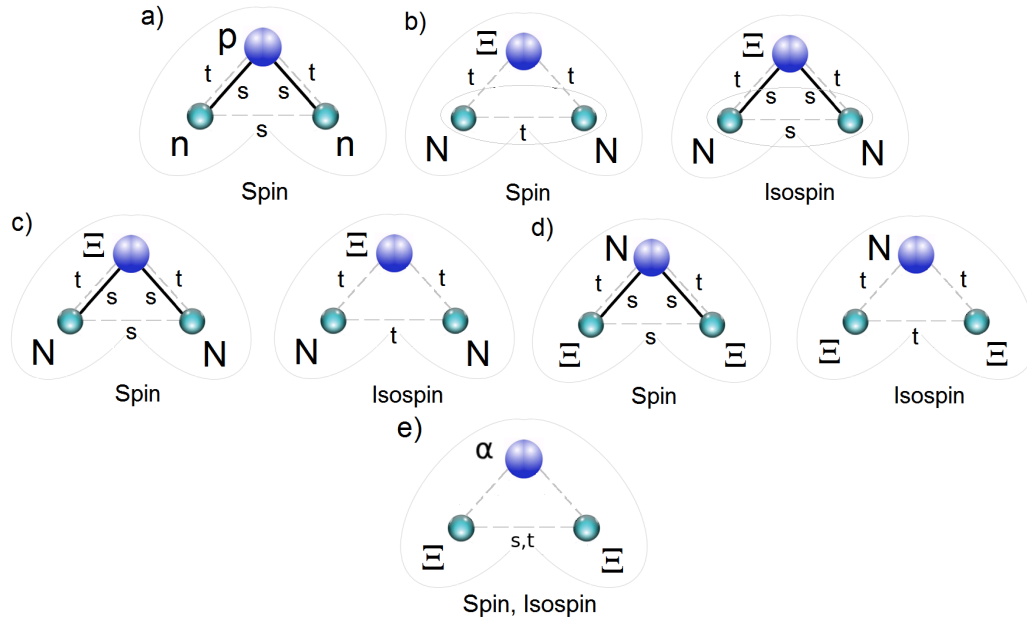 a) p t t s s n s n Spin
b) Ξ t t N t N Spin
Ξ t t s s N s N Isospin
c) Ξ t t s s N s N Spin
Ξ t t N t N Isospin
d) N t t s s Ξ s Ξ Spin
N t t Ξ t Ξ Isospin
e) α Ξ s,t Ξ Spin, Isospin